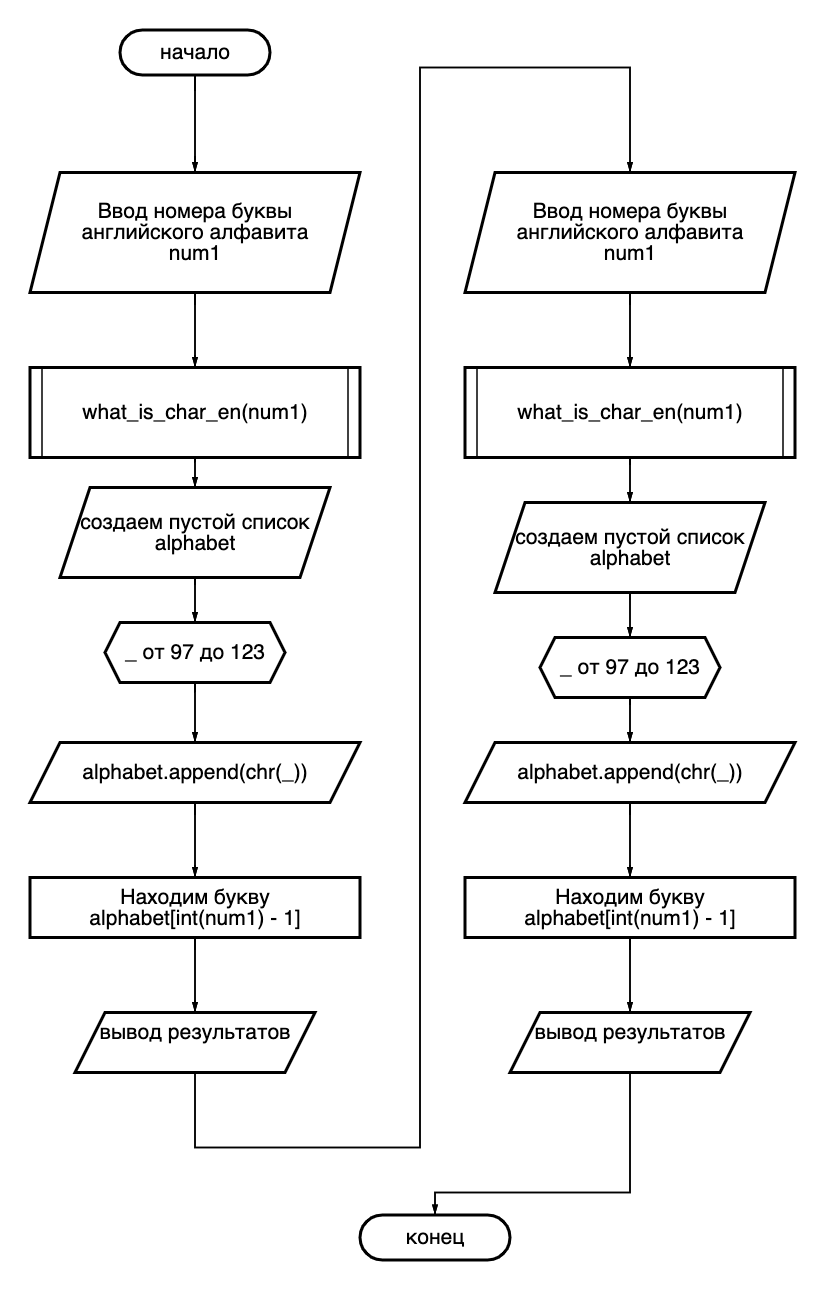 начало
Ввод номера буквы
английского алфавита
num1
what_is_char_en(num1)
создаем пустой список
alphabet
_ от 97 до 123
alphabet.append(chr(_))
Находим букву
alphabet[int(num1) - 1]
вывод результатов
Ввод номера буквы
английского алфавита
num1
what_is_char_en(num1)
создаем пустой список
alphabet
_ от 97 до 123
alphabet.append(chr(_))
Находим букву
alphabet[int(num1) - 1]
вывод результатов
конец